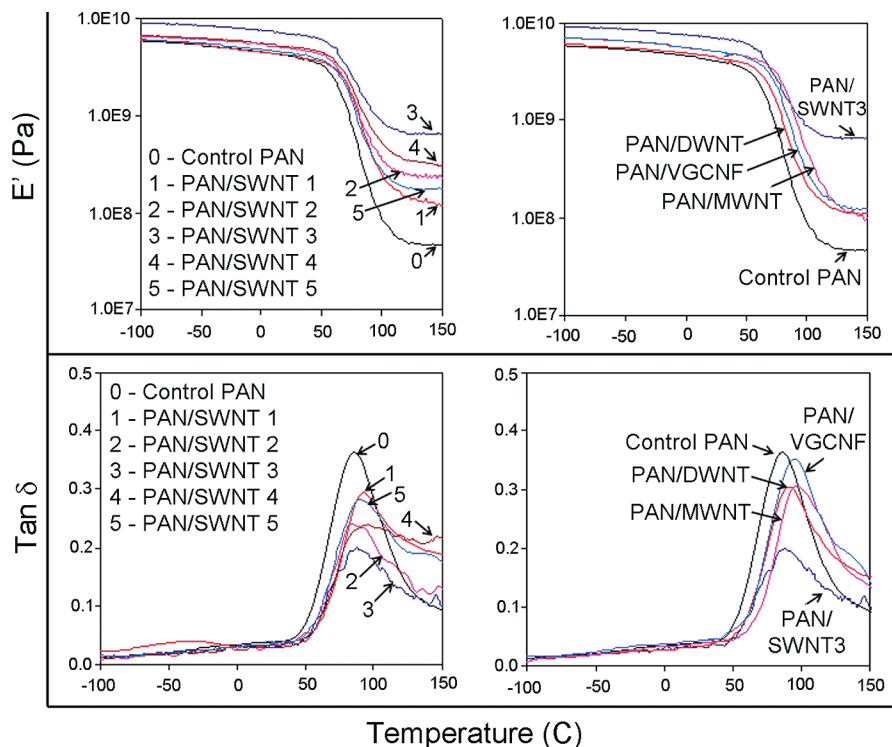 E' (Pa)
1.0E10
1.0E9
1.0E8
1.0E7
-100
-50
0
50
100
150
0 - Control PAN
1 - PAN/SWNT 1
2 - PAN/SWNT 2
3 - PAN/SWNT 3
4 - PAN/SWNT 4
5 - PAN/SWNT 5
3
4
2
5
1
0
1.0E10
1.0E9
1.0E8
1.0E7
-100
-50
0
50
100
150
PAN/
SWNT3
PAN/DWNT
PAN/VGCNF
PAN/MWNT
Control PAN
Tan δ
0.5
0.4
0.3
0.2
0.1
0.0
-100
-50
0
50
100
150
0 - Control PAN
1 - PAN/SWNT 1
2 - PAN/SWNT 2
3 - PAN/SWNT 3
4 - PAN/SWNT 4
5 - PAN/SWNT 5
0
1
5
4
2
3
0.5
0.4
0.3
0.2
0.1
0.0
-100
-50
0
50
100
150
Control PAN
PAN/
VGCNF
PAN/DWNT
PAN/MWNT
PAN/
SWNT3
Temperature (C)